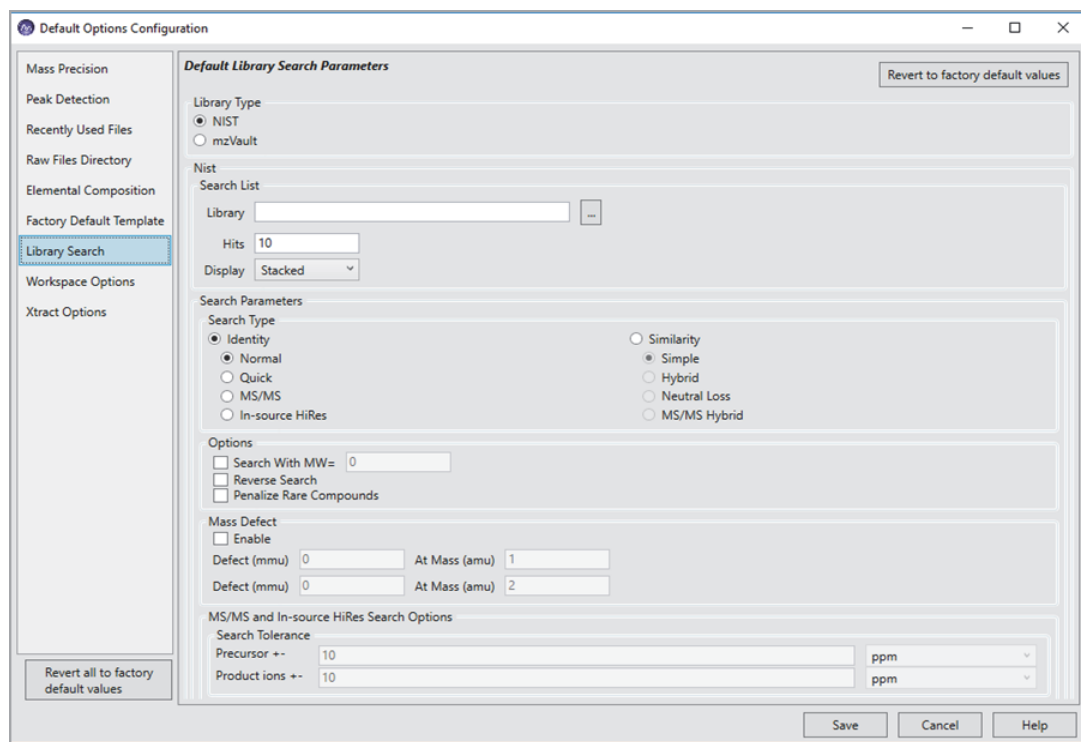 Default Options Configuration
Mass Precision
Peak Detection
Recently Used Files
Raw Files Directory
Elemental Composition
Factory Default Template
Library Search
Workspace Options
Xtract Options
Revert all to factory
default values
Default Library Search Parameters
Revert to factory default values
Library Type
NIST
mzVault
Nist
Search List
Library ...
Hits 10
Display Stacked
Search Parameters
Search Type
Identity Similarity
Normal Simple
Quick Hybrid
MS/MS Neutral Loss
In-source HiRes MS/MS Hybrid
Options
Search With MW= 0
Reverse Search
Penalize Rare Compounds
Mass Defect
Enable
Defect (mmu) 0 At Mass (amu) 1
Defect (mmu) 0 At Mass (amu) 2
MS/MS and In-source HiRes Search Options
Search Tolerance
Precursor +- 10 ppm
Product ions +- 10 ppm
Save Cancel Help